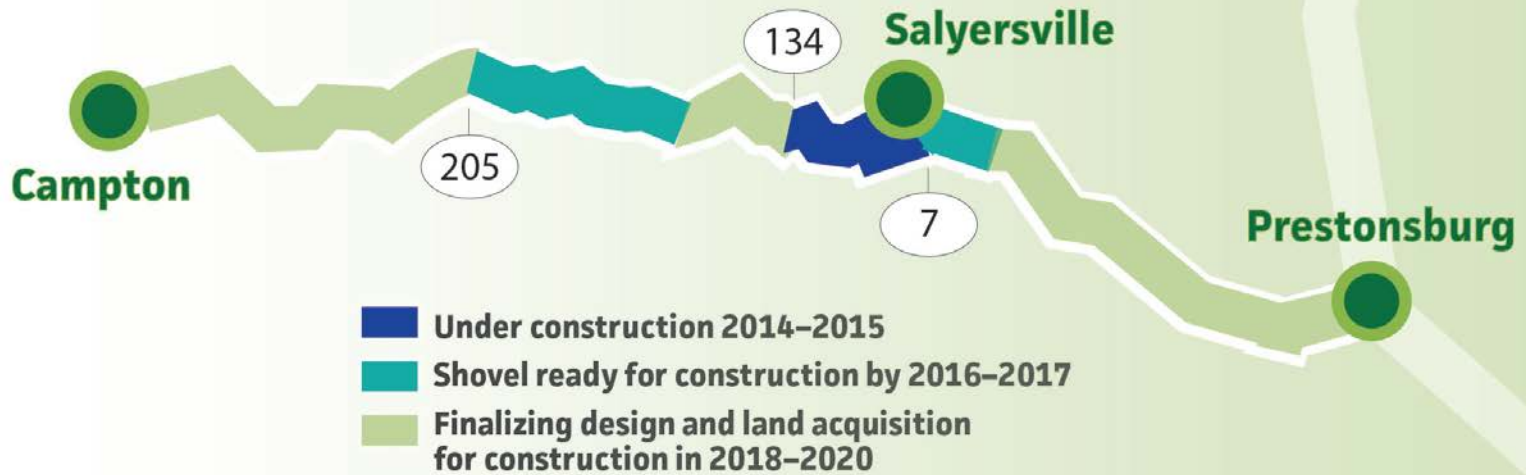 Salyersville
134
205
Campton
7
Prestonsburg
Under construction 2014–2015
Shovel ready for construction by 2016–2017
Finalizing design and land acquisition
for construction in 2018–2020